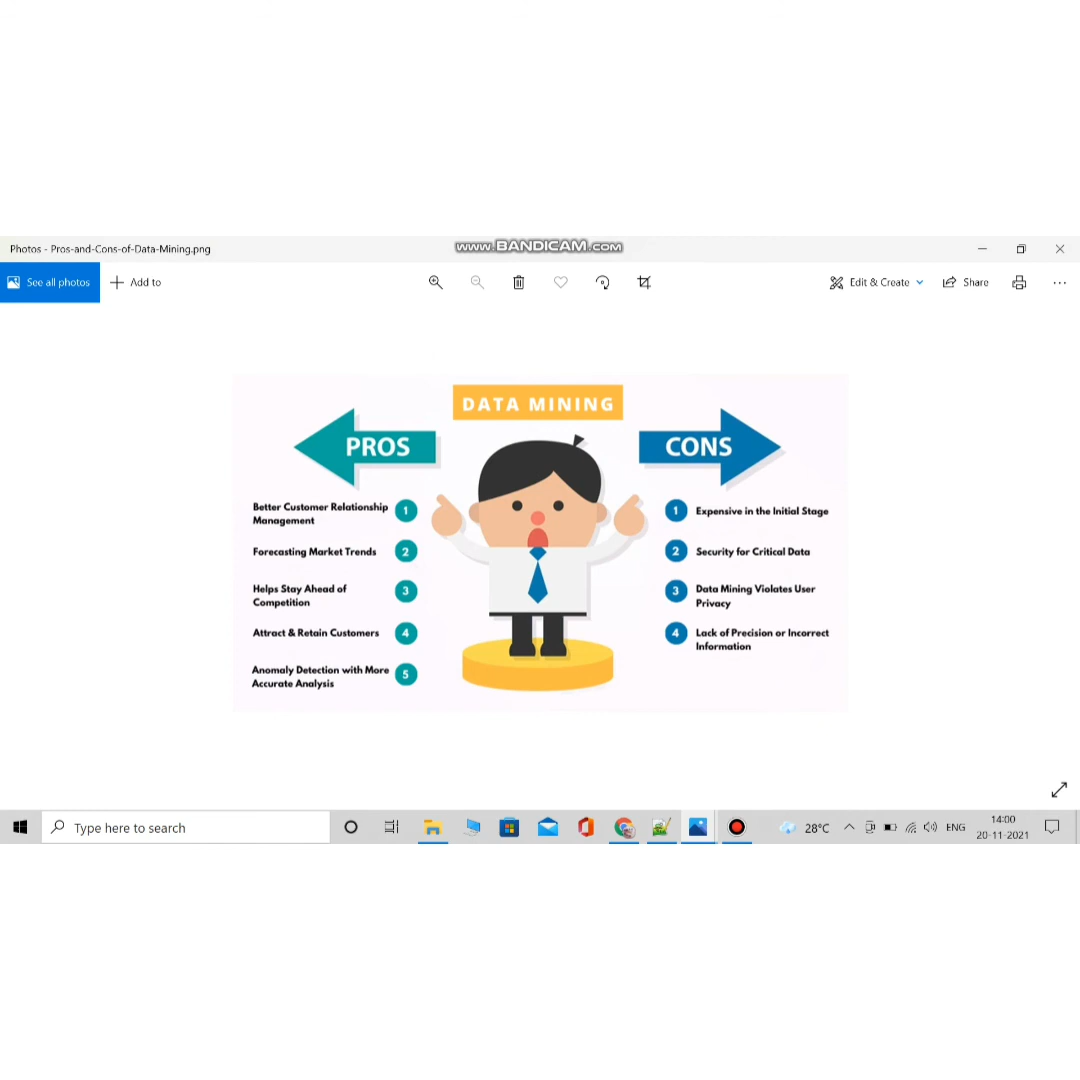 Photos - Pros-and-Cons-of-Data-Mining.png
www.BANDICAM.com
See all photos
Add to
Edit & Create
Share
DATA MINING
PROS
CONS
Better Customer Relationship
Management
1
Forecasting Market Trends
2
Helps Stay Ahead of
Competition
3
Attract & Retain Customers
4
Anomaly Detection with More
Accurate Analysis
5
1
Expensive in the Initial Stage
2
Security for Critical Data
3
Data Mining Violates User
Privacy
4
Lack of Precision or Incorrect
Information
Type here to search
28°C
ENG
14:00
20-11-2021